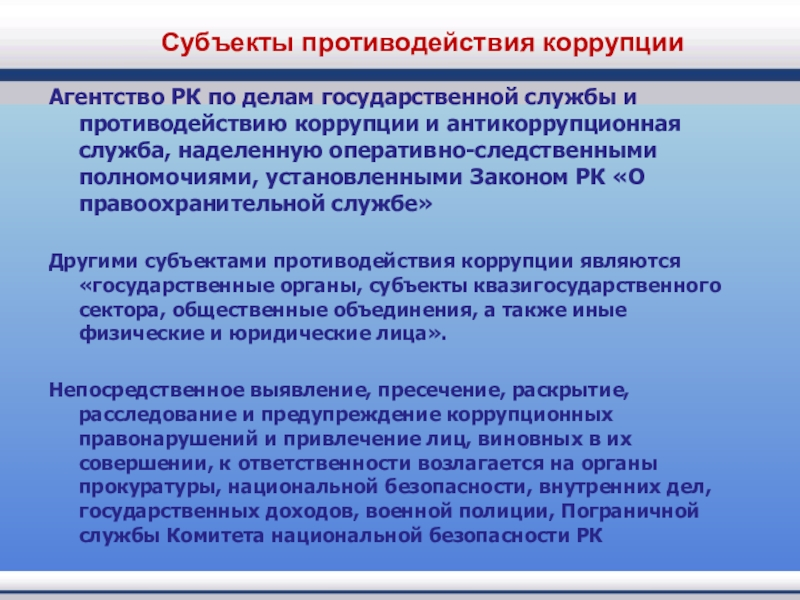 Субъекты противодействия коррупции
Агентство РК по делам государственной службы и
противодействию коррупции и антикоррупционная
служба, наделенную оперативно-следственными
полномочиями, установленными Законом РК «О
правоохранительной службе»
Другими субъектами противодействия коррупции являются
«государственные органы, субъекты квазигосударственного
сектора, общественные объединения, а также иные
физические и юридические лица».
Непосредственное выявление, пресечение, раскрытие,
расследование и предупреждение коррупционных
правонарушений и привлечение лиц, виновных в их
совершении, к ответственности возлагается на органы
прокуратуры, национальной безопасности, внутренних дел,
государственных доходов, военной полиции, Пограничной
службы Комитета национальной безопасности РК